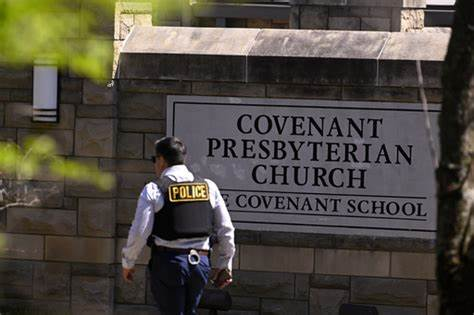 COVENANT
PRESBYTERIAN
CHURCH
COVENANT SCHOOL
POLICE